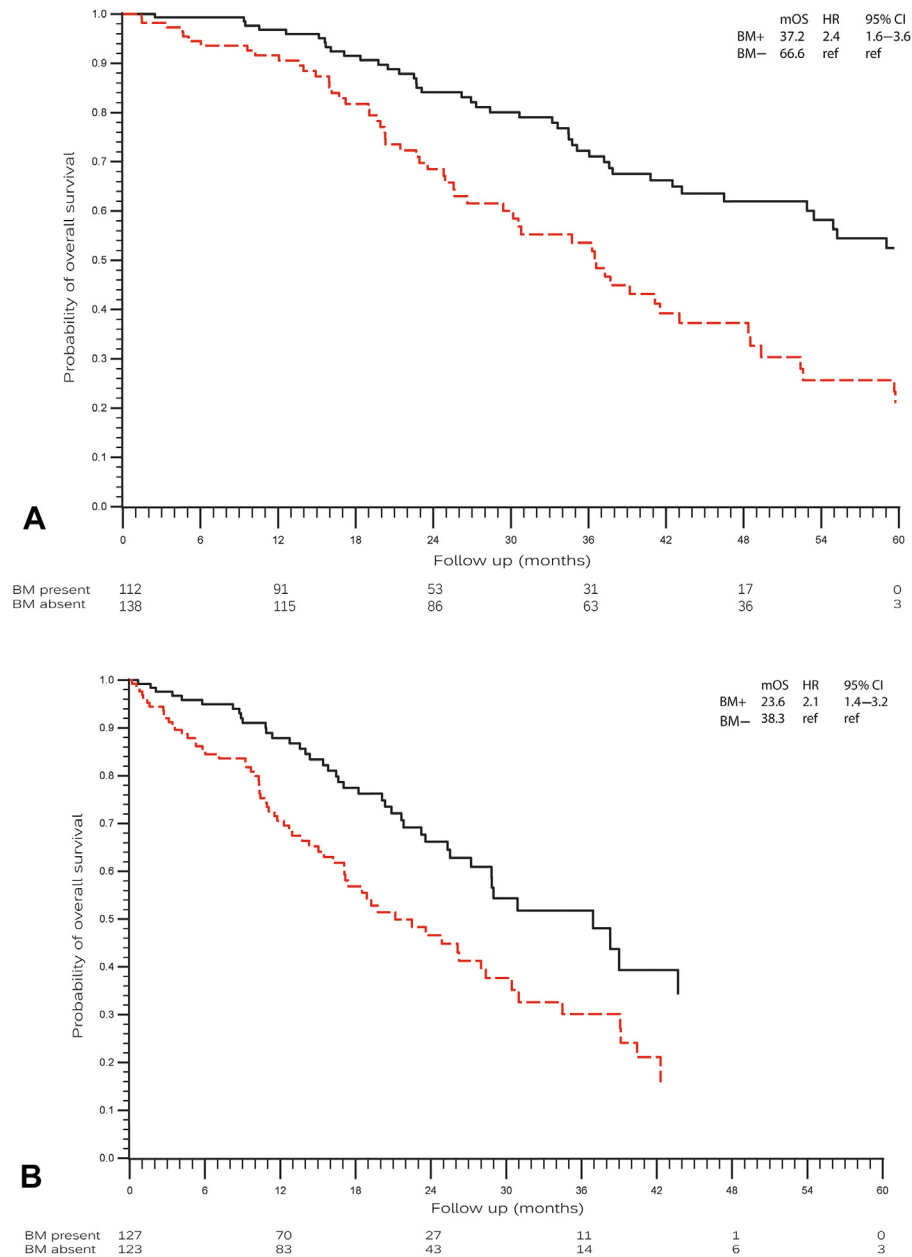 mOS HR 95% CI
BM+ 37.2 2.4 1.6–3.6
BM– 66.6 ref ref
1.0
0.9
0.8
0.7
0.6
0.5
0.4
0.3
0.2
0.1
0.0
Probability of overall survival
A
0 6 12 18 24 30 36 42 48 54 60
Follow up (months)
BM present 112 91 53 31 17 0
BM absent 138 115 86 63 36 3
mOS HR 95% CI
BM+ 23.6 2.1 1.4–3.2
BM– 38.3 ref ref
1.0
0.9
0.8
0.7
0.6
0.5
0.4
0.3
0.2
0.1
0.0
Probability of overall survival
B
0 6 12 18 24 30 36 42 48 54 60
Follow up (months)
BM present 127 70 27 11 1 0
BM absent 123 83 43 14 6 3